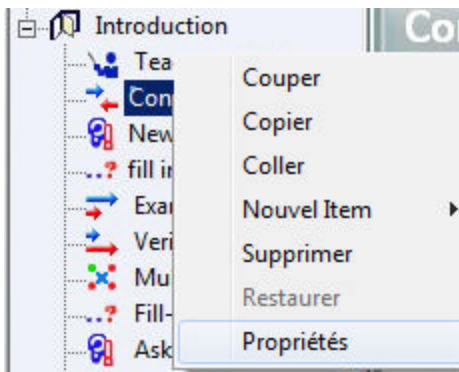 Introduction
Co
Tea
Con
New
fill in
Exa
Veri
Mu
Fill-
Ask
Couper
Copier
Coller
Nouvel Item
Supprimer
Restaurer
Propriétés